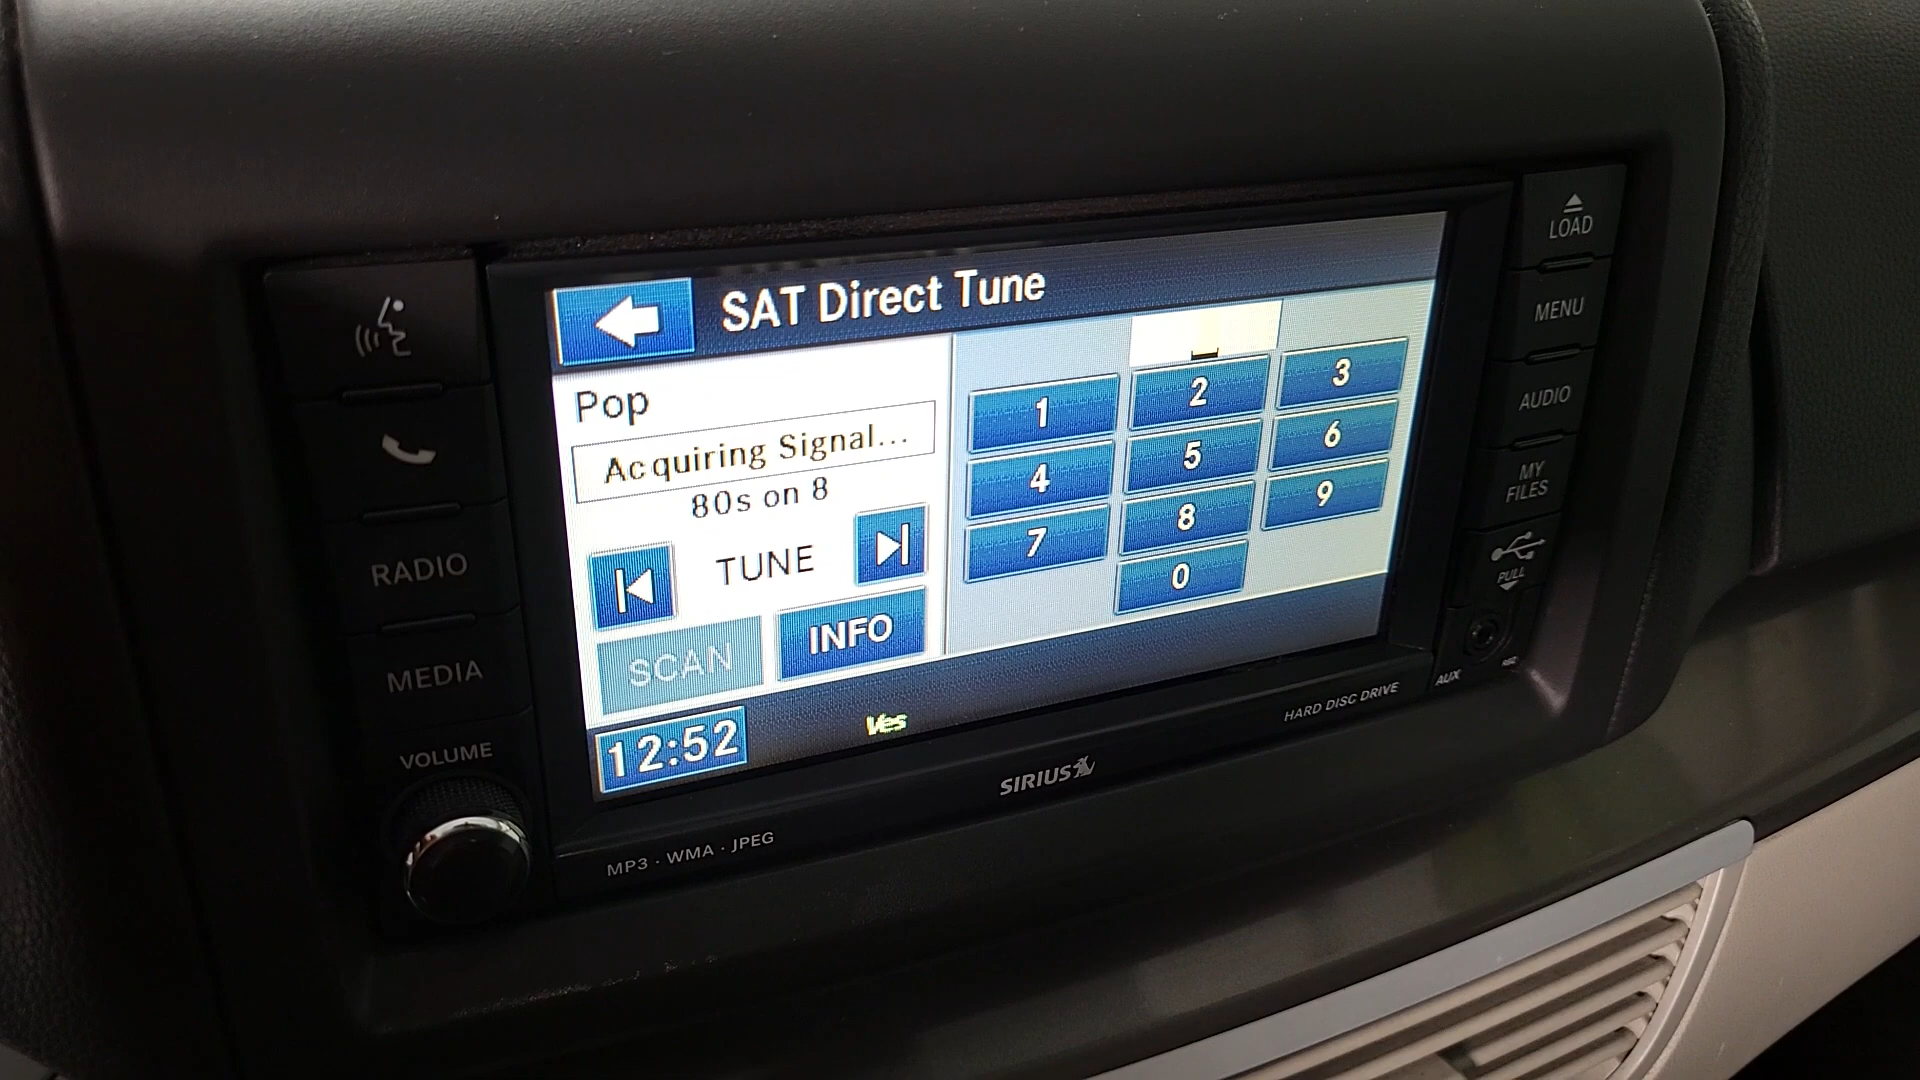 SAT Direct Tune
Pop
Acquiring Signal...
80s on 8
TUNE
SCAN
INFO
1 2 3
4 5 6
7 8 9
0
12:52
Ves
RADIO
MEDIA
VOLUME
LOAD
MENU
AUDIO
MY
FILES
PULL
AUX
HARD DISC DRIVE
SIRIUS
MP3 · WMA · JPEG